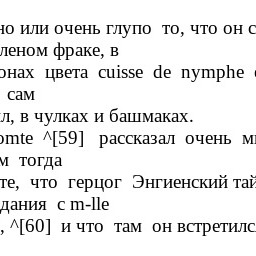 но или очень глупо то, что он с
леном фраке, в
онах цвета cuisse de nymphe
сам
л, в чулках и башмаках.
omte ^[59] рассказал очень м
м тогда
те, что герцог Энгиенский тай
дания с m-lle
, ^[60] и что там он встретилс